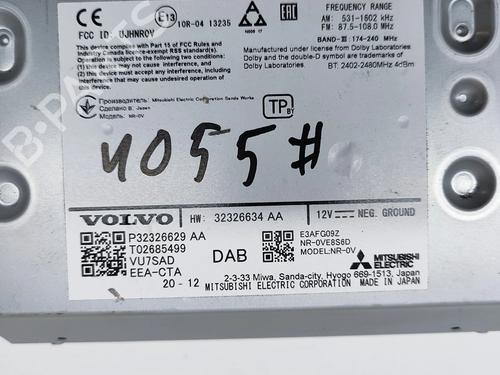 CE E13 10R-04 13235 EAC FREQUENCY RANGE
AM: 531-1602 kHz
FM: 87.5-108.0 MHz
BAND-III: 174-240 MHz
BT: 2402-2480MHz 4dBm
FCC ID: UJHNR0V
This device complies with Part 15 of FCC Rules and
Industry Canada licence-exempt RSS standard(s).
Operation is subject to the following two conditions:
(1)this device may not cause interference, and
(2)this device must accept any interference,
including interference that may cause undesired
operation of the device.
Manufactured under license from Dolby Laboratories.
Dolby and the double-D symbol are trademarks of
Dolby Laboratories.
Производитель: Mitsubishi Electric Corporation Sanda Works
Сделано в: Japan
Модель: NR-0V
TP
BY
4055#
VOLVO HW: 32326634 AA 12V NEG. GROUND
P32326629 AA
T02685499
VU7SAD
EEA-CTA
DAB
E3AFG09Z
NR-0VE8S6D
MODEL:NR-0V
MITSUBISHI
ELECTRIC
20-12
2-3-33 Miwa, Sanda-city, Hyogo 669-1513, Japan
MITSUBISHI ELECTRIC CORPORATION MADE IN JAPAN
B-PARTS